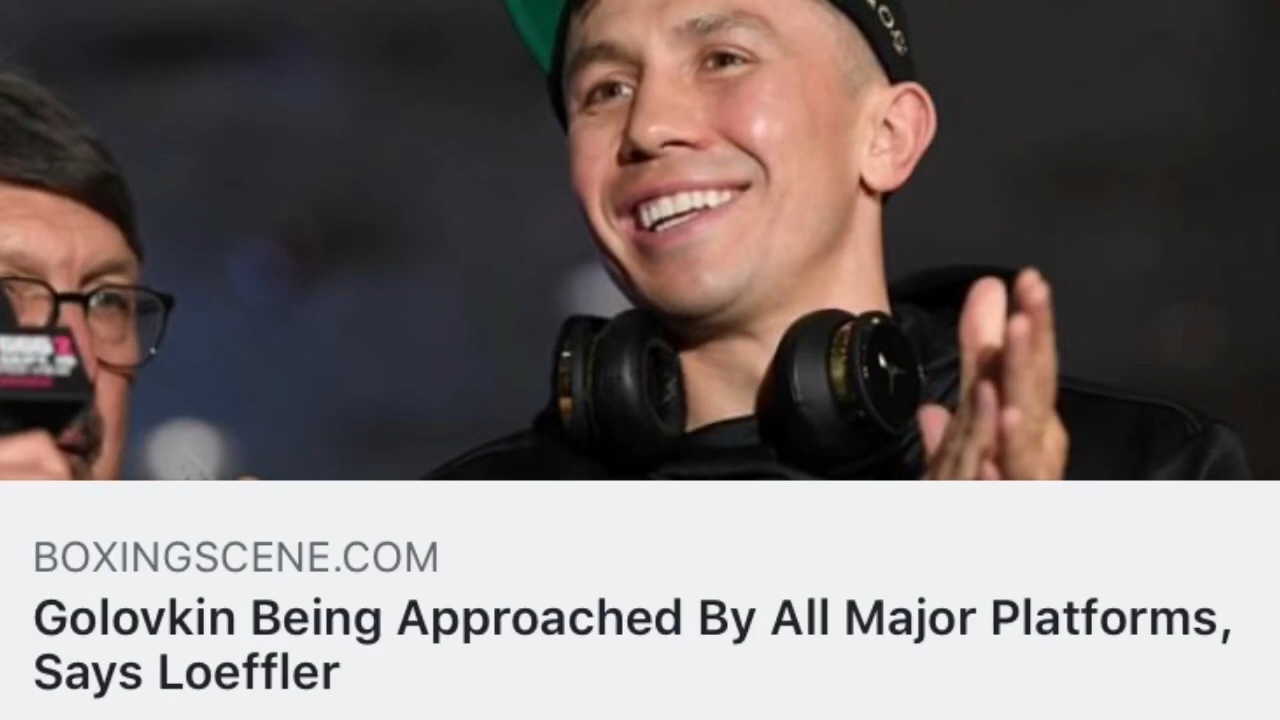 BOXINGSCENE.COM
Golovkin Being Approached By All Major Platforms,
Says Loeffler